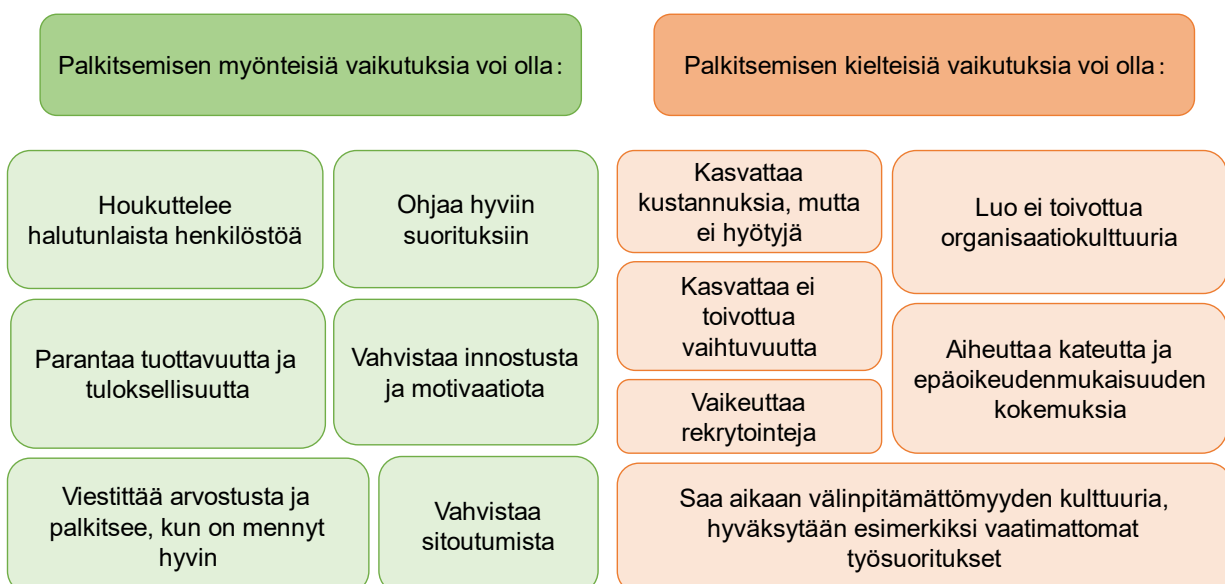 Palkitsemisen myönteisiä vaikutuksia voi olla:
Houkuttelee
halutunlaista henkilöstöä
Ohjaa hyviin
suorituksiin
Parantaa tuottavuutta ja
tuloksellisuutta
Vahvistaa innostusta
ja motivaatiota
Viestittää arvostusta ja
palkitsee, kun on mennyt
hyvin
Vahvistaa
sitoutumista
Palkitsemisen kielteisiä vaikutuksia voi olla:
Kasvattaa
kustannuksia, mutta
ei hyötyjä
Luo ei toivottua
organisaatiokulttuuria
Kasvattaa ei
toivottua
vaihtuvuutta
Aiheuttaa kateutta ja
epäoikeudenmukaisuuden
kokemuksia
Vaikeuttaa
rekrytointeja
Saa aikaan välinpitämättömyyden kulttuuria,
hyväksytään esimerkiksi vaatimattomat
työsuoritukset